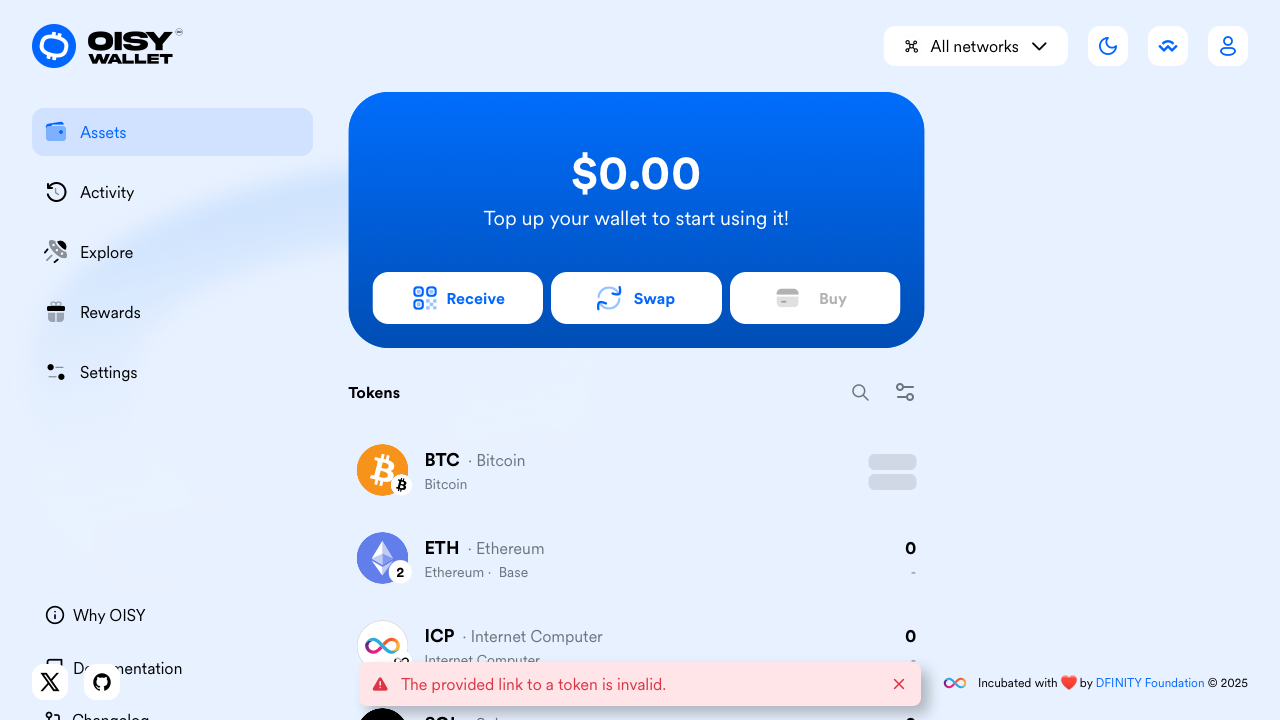 OISY
WALLET
All networks
Assets
Activity
Explore
Rewards
Settings
$0.00
Top up your wallet to start using it!
Receive
Swap
Buy
Tokens
BTC · Bitcoin
Bitcoin
ETH · Ethereum
0
2
Ethereum · Base
-
ICP · Internet Computer
0
Internet Computer
-
Why OISY
Documentation
Changelog
The provided link to a token is invalid.
Incubated with ❤️ by DFINITY Foundation © 2025